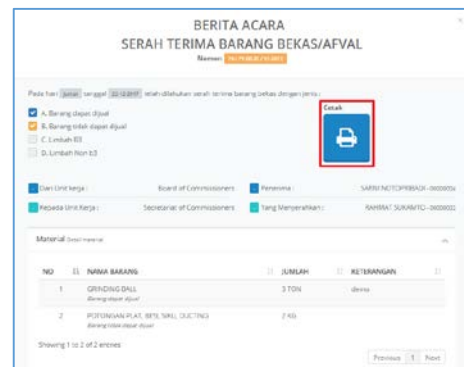 BERITA ACARA
SERAH TERIMA BARANG BEKAS/AFVAL
Nomor:
Pada hari Jumat tanggal 22-12-2017 telah dilakukan serah terima barang bekas dengan jenis :
A. Barang dapat dijual
B. Barang tidak dapat dijual
C. Limbah B3
D. Limbah Non b3
Cetak
Dari Unit kerja : Board of Commissioners
Penerima :
Kepada Unit Kerja : Secretariat of Commissioners
Yang Menyerahkan : RAHMAT SUKAMTO
Material Detil material
NO NAMA BARANG JUMLAH KETERANGAN
1 GRINDING BALL 3 TON
Barang dapat dijual
2 POTONGAN PLAT, BESI, SIKU, DUCTING 2 KG
Barang tidak dapat dijual
Showing 1 to 2 of 2 entries
Previous 1 Next